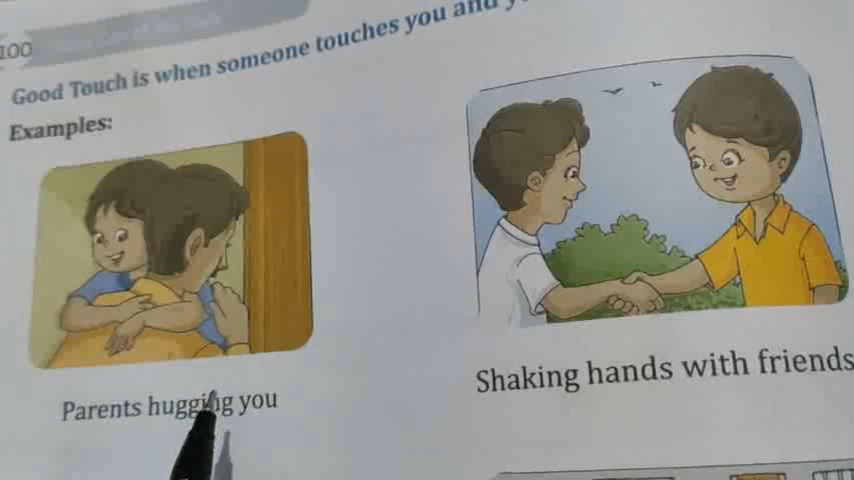 100
Good Touch is when someone touches you and
Examples:
Parents hugging you
Shaking hands with friends